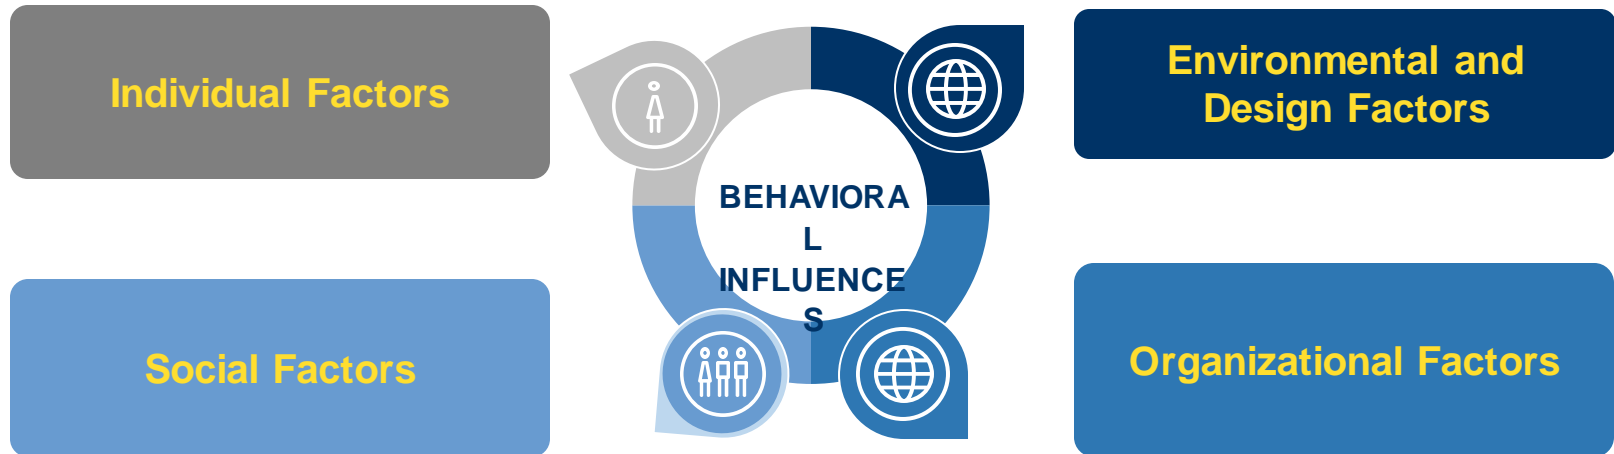 Individual Factors
BEHAVIORA
L
INFLUENCE
S
Environmental and
Design Factors
Social Factors
Organizational Factors